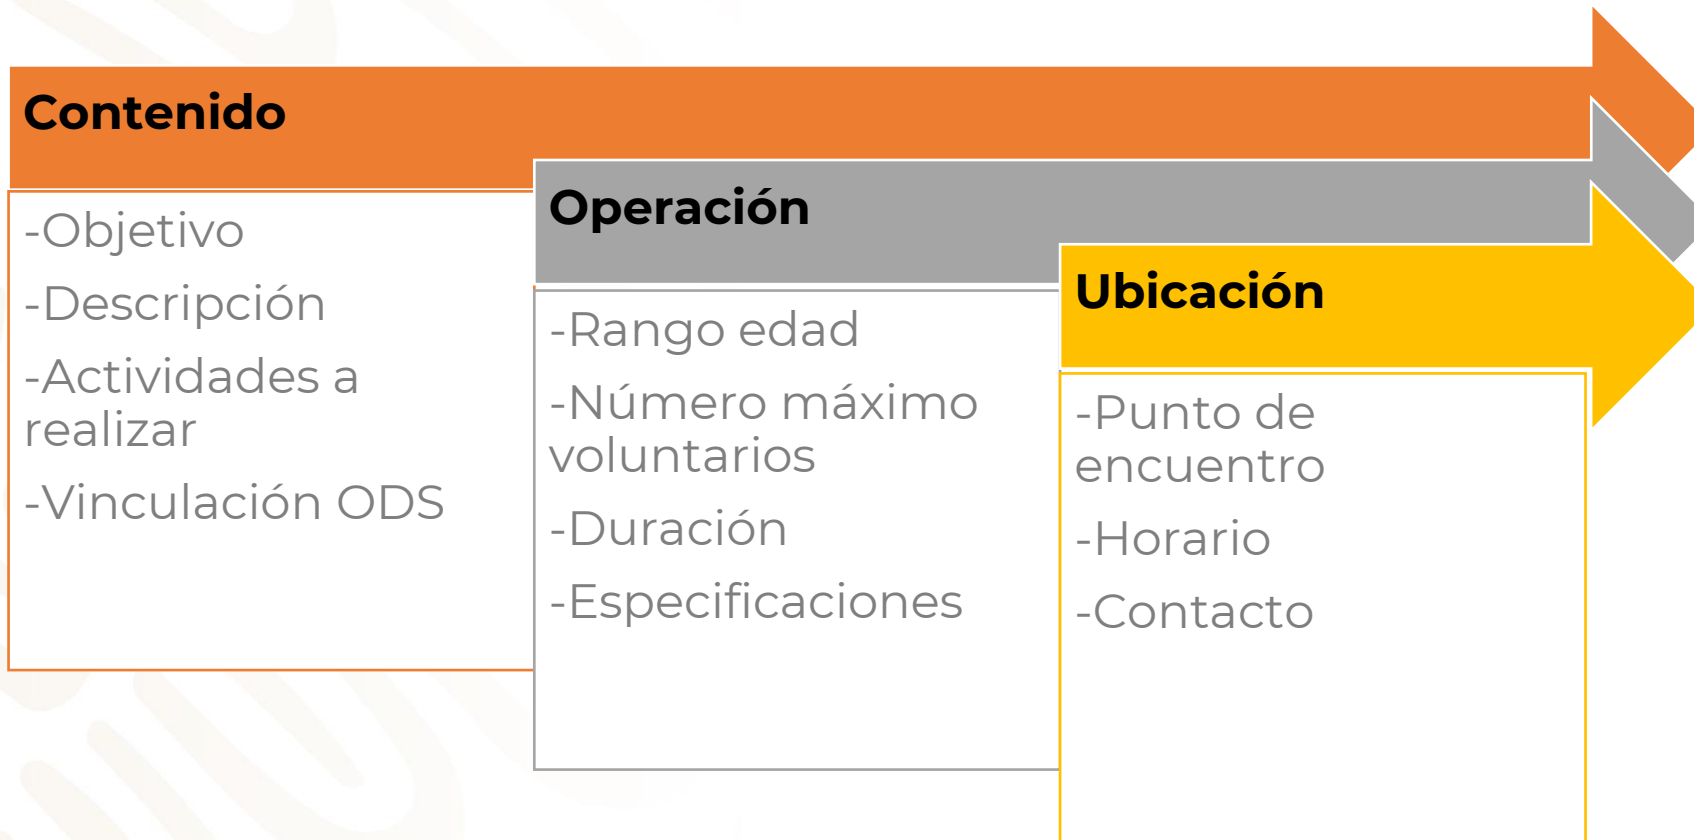 Contenido
-Objetivo
-Descripción
-Actividades a
realizar
-Vinculación ODS
Operación
-Rango edad
-Número máximo
voluntarios
-Duración
-Especificaciones
Ubicación
-Punto de
encuentro
-Horario
-Contacto